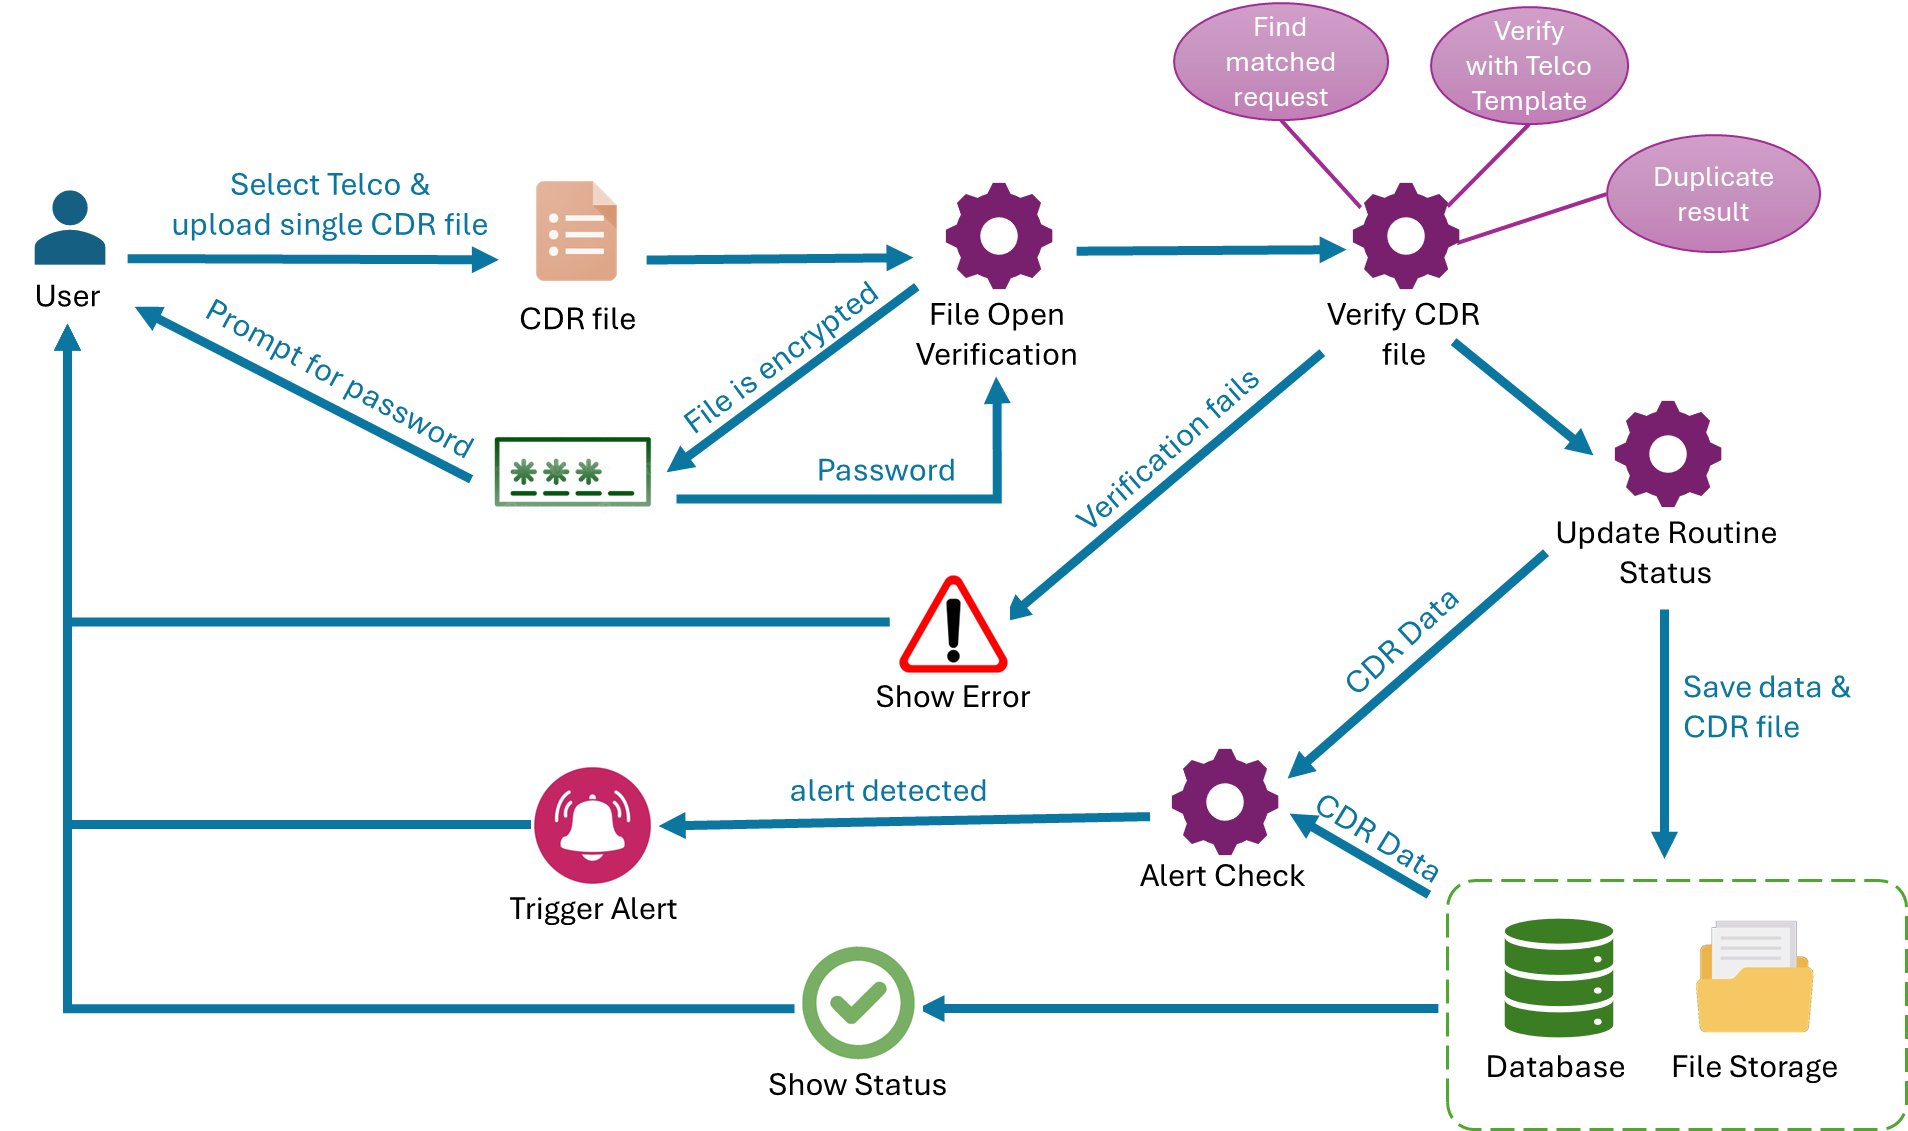 Find
matched
request
Verify
with Telco
Template
Duplicate
result
Select Telco &
upload single CDR file
User
CDR file
File Open
Verification
Verify CDR
file
Prompt for password
File is encrypted
Password
Verification fails
Update Routine
Status
Show Error
CDR Data
Save data &
CDR file
alert detected
CDR Data
Alert Check
Trigger Alert
Show Status
Database
File Storage